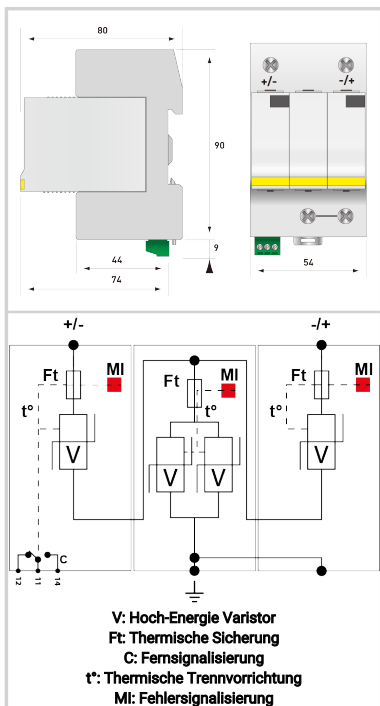 80
+/-
-/+
90
9
44
74
54
+/-
-/+
Ft
MI
t°
V
Ft
MI
t°
V
V
Ft
MI
t°
V
C
12
11
14
V: Hoch-Energie Varistor
Ft: Thermische Sicherung
C: Fernsignalisierung
t°: Thermische Trennvorrichtung
MI: Fehlersignalisierung